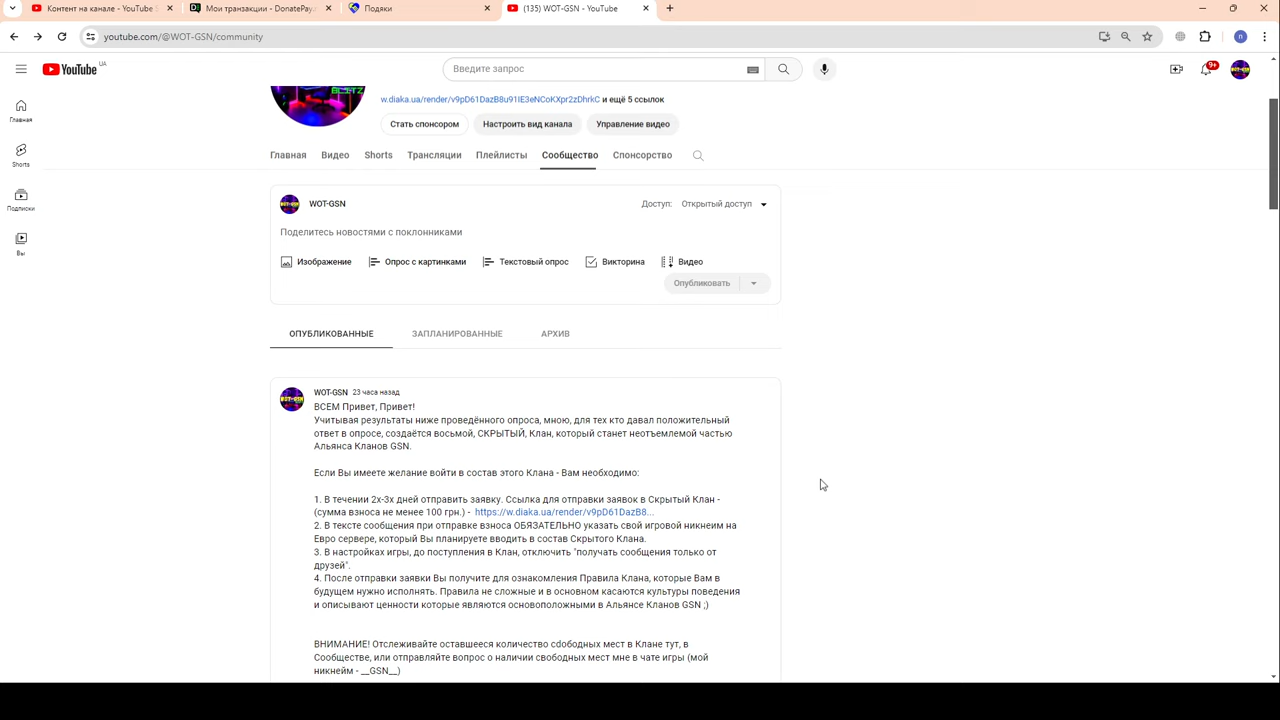 Контент на канале - YouTube S
Мои транзакции - DonatePay
Подяки
(135) WOT-GSN - YouTube
youtube.com/@WOT-GSN/community
n
YouTube UA
Введите запрос
9+
Главная
Shorts
Подписки
Вы
BLITZ
w.diaka.ua/render/v9pD61DazB8u91IE3eNCoKXpr2zDhrkC и ещё 5 ссылок
Стать спонсором Настроить вид канала Управление видео
Главная Видео Shorts Трансляции Плейлисты Сообщество Спонсорство
WOT-GSN Доступ: Открытый доступ
Поделитесь новостями с поклонниками
Изображение Опрос с картинками Текстовый опрос Викторина Видео
Опубликовать
ОПУБЛИКОВАННЫЕ ЗАПЛАНИРОВАННЫЕ АРХИВ
WOT-GSN 23 часа назад
ВСЕМ Привет, Привет!
Учитывая результаты ниже проведённого опроса, мною, для тех кто давал положительный
ответ в опросе, создаётся восьмой, СКРЫТЫЙ, Клан, который станет неотъемлемой частью
Альянса Кланов GSN.
Если Вы имеете желание войти в состав этого Клана - Вам необходимо:
1. В течении 2х-3х дней отправить заявку. Ссылка для отправки заявок в Скрытый Клан -
(сумма взноса не менее 100 грн.) - https://w.diaka.ua/render/v9pD61DazB8...
2. В тексте сообщения при отправке взноса ОБЯЗАТЕЛЬНО указать свой игровой никнеим на
Евро сервере, который Вы планируете вводить в состав Скрытого Клана.
3. В настройках игры, до поступления в Клан, отключить "получать сообщения только от
друзей".
4. После отправки заявки Вы получите для ознакомления Правила Клана, которые Вам в
будущем нужно исполнять. Правила не сложные и в основном касаются культуры поведения
и описывают ценности которые являются основоположными в Альянсе Кланов GSN ;)
ВНИМАНИЕ! Отслеживайте оставшееся количество сdободных мест в Клане тут, в
Сообществе, или отправляйте вопрос о наличии свободных мест мне в чате игры (мой
никнейм - __GSN__)